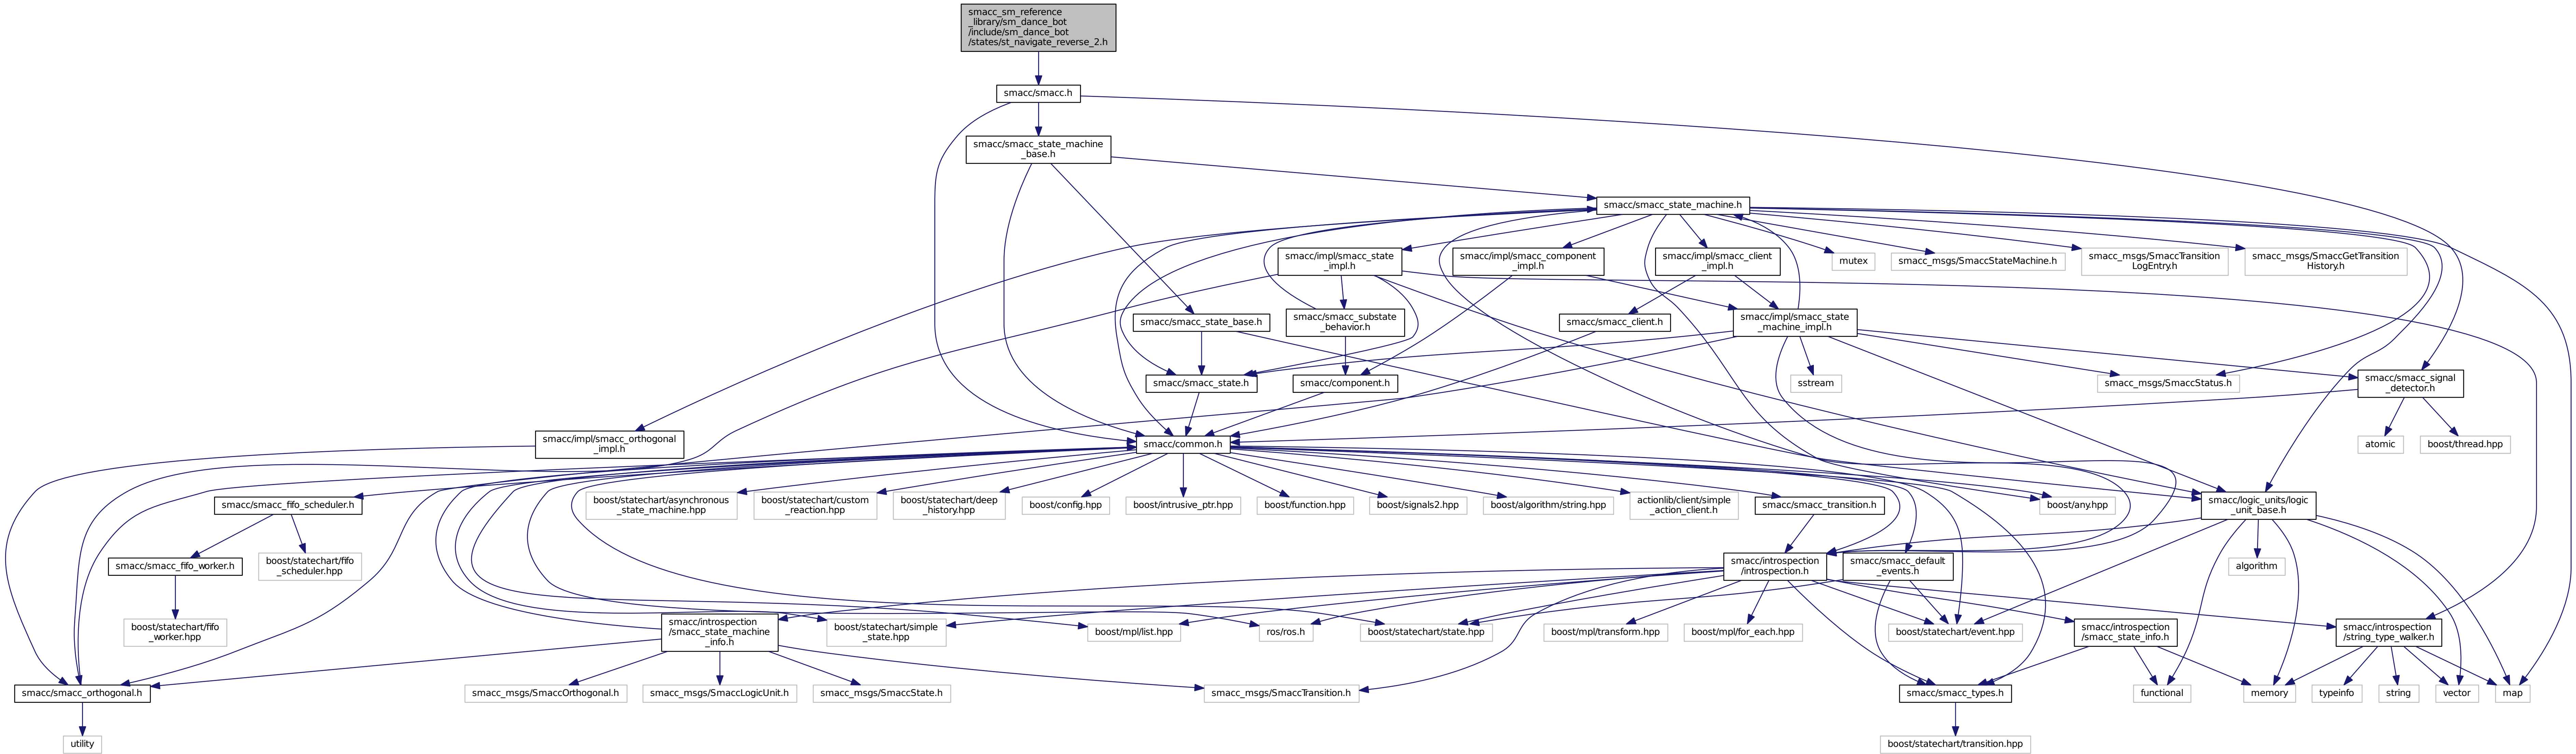 smacc_sm_reference
_library/sm_dance_bot
/include/sm_dance_bot
/states/st_navigate_reverse_2.h
smacc/smacc.h
smacc/smacc_state_machine
_base.h
smacc/smacc_state_machine.h
smacc/impl/smacc_state
_impl.h
smacc/impl/smacc_component
_impl.h
smacc/impl/smacc_client
_impl.h
mutex
smacc_msgs/SmaccStateMachine.h
smacc_msgs/SmaccTransition
LogEntry.h
smacc_msgs/SmaccGetTransition
History.h
smacc/smacc_state_base.h
smacc/smacc_substate
_behavior.h
smacc/smacc_client.h
smacc/impl/smacc_state
_machine_impl.h
smacc/smacc_state.h
smacc/component.h
sstream
smacc_msgs/SmaccStatus.h
smacc/smacc_signal
_detector.h
smacc/impl/smacc_orthogonal
_impl.h
smacc/common.h
atomic
boost/thread.hpp
smacc/smacc_fifo_scheduler.h
boost/statechart/asynchronous
_state_machine.hpp
boost/statechart/custom
_reaction.hpp
boost/statechart/deep
_history.hpp
boost/config.hpp
boost/intrusive_ptr.hpp
boost/function.hpp
boost/signals2.hpp
boost/algorithm/string.hpp
actionlib/client/simple
_action_client.h
smacc/smacc_transition.h
boost/any.hpp
smacc/logic_units/logic
_unit_base.h
smacc/smacc_fifo_worker.h
boost/statechart/fifo
_scheduler.hpp
smacc/introspection
/introspection.h
smacc/smacc_default
_events.h
algorithm
boost/statechart/fifo
_worker.hpp
smacc/introspection
/smacc_state_machine
_info.h
boost/statechart/simple
_state.hpp
boost/mpl/list.hpp
ros/ros.h
boost/statechart/state.hpp
boost/mpl/transform.hpp
boost/mpl/for_each.hpp
boost/statechart/event.hpp
smacc/introspection
/smacc_state_info.h
smacc/introspection
/string_type_walker.h
smacc/smacc_orthogonal.h
smacc_msgs/SmaccOrthogonal.h
smacc_msgs/SmaccLogicUnit.h
smacc_msgs/SmaccState.h
smacc_msgs/SmaccTransition.h
smacc/smacc_types.h
functional
memory
typeinfo
string
vector
map
utility
boost/statechart/transition.hpp